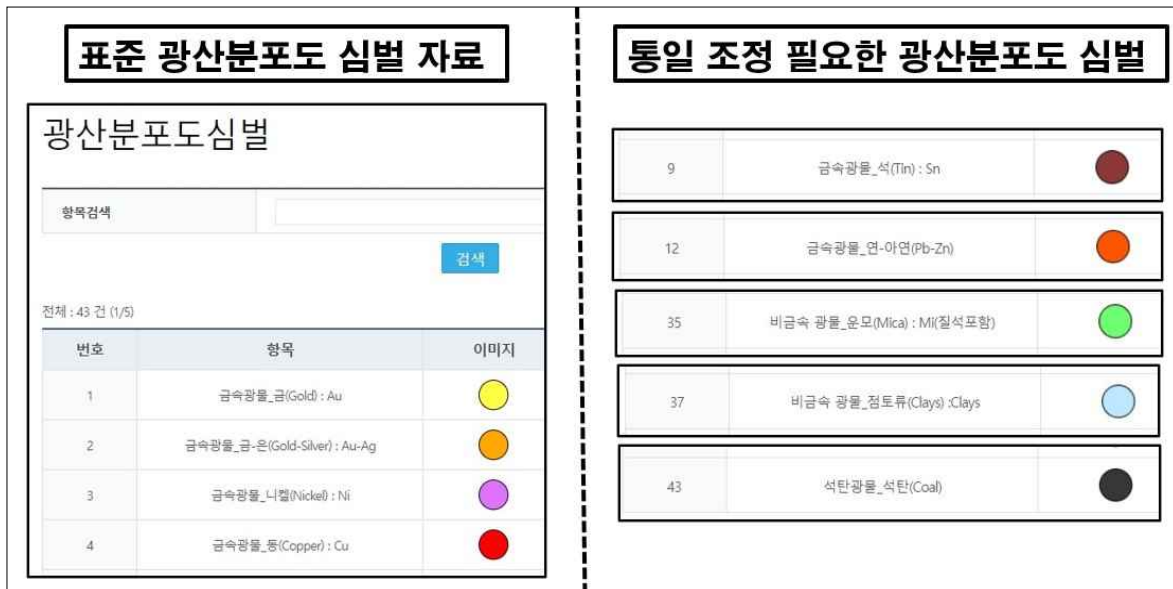 표준 광산분포도 심벌 자료
광산분포도심벌
항목검색
검색
전체 : 43 건 (1/5)
번호 항목 이미지
1 금속광물_금(Gold) : Au
2 금속광물_금-은(Gold-Silver) : Au-Ag
3 금속광물_니켈(Nickel) : Ni
4 금속광물_동(Copper) : Cu
통일 조정 필요한 광산분포도 심벌
9 금속광물_석(Tin) : Sn
12 금속광물_연-아연(Pb-Zn)
35 비금속 광물_운모(Mica) : Mi(질석포함)
37 비금속 광물_점토류(Clays) :Clays
43 석탄광물_석탄(Coal)